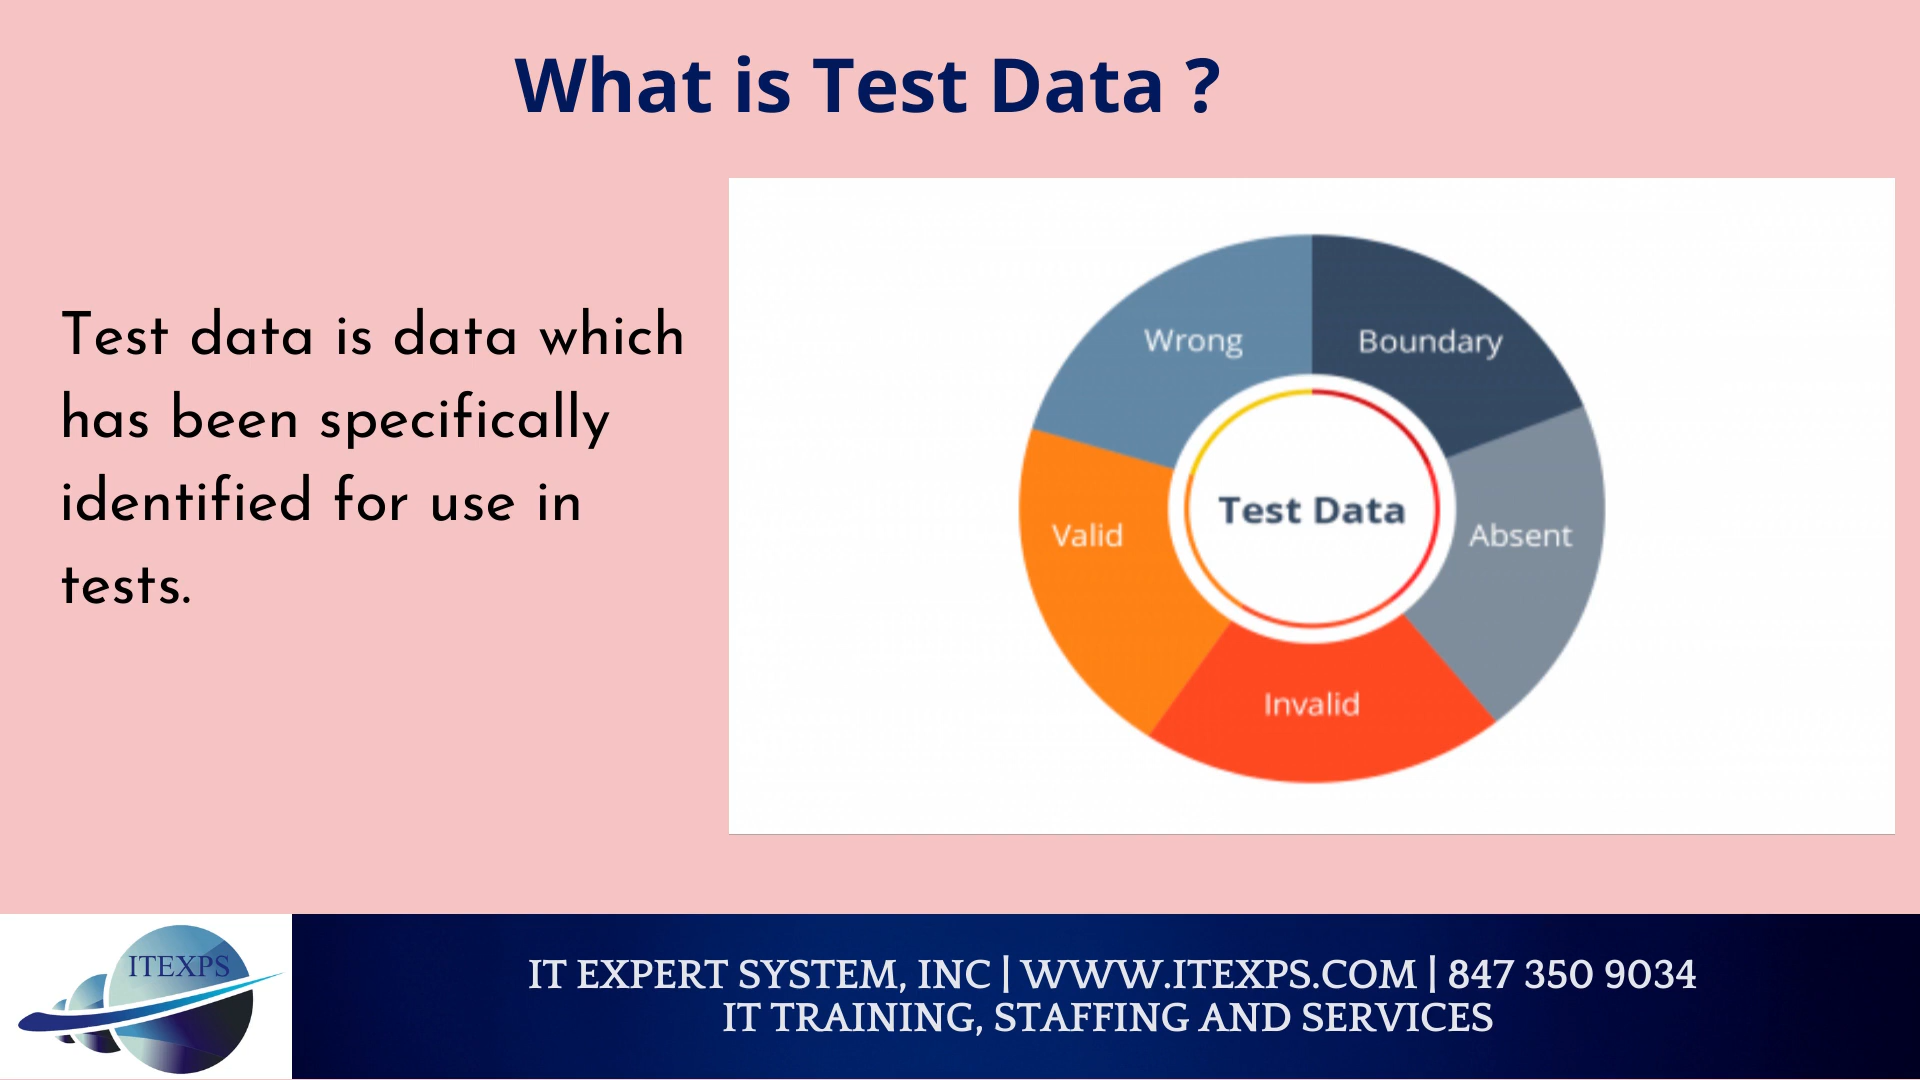 What is Test Data ?
Test data is data which
has been specifically
identified for use in
tests.
Wrong
Boundary
Valid
Test Data
Absent
Invalid
ITEXPS
IT EXPERT SYSTEM, INC | WWW.ITEXPS.COM | 847 350 9034
IT TRAINING, STAFFING AND SERVICES